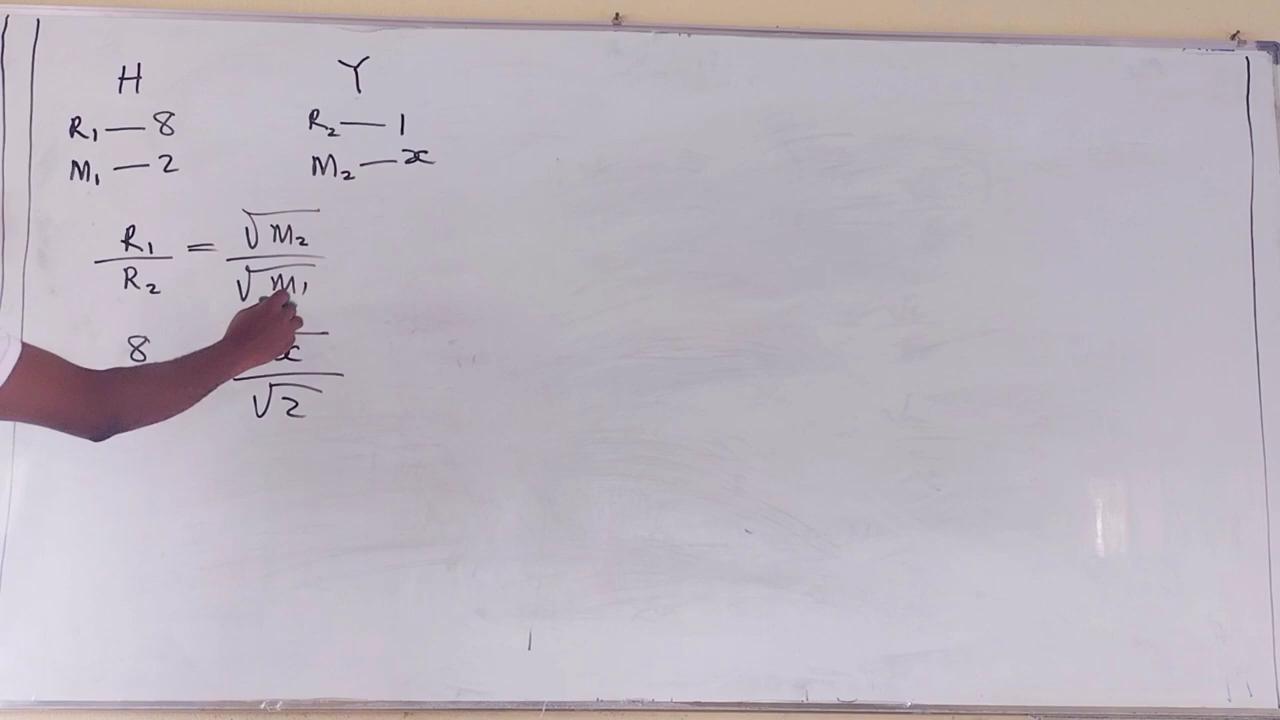 H Y
R₁ — 8 R₂ — 1
M₁ — 2 M₂ — x
R₁/R₂ = √M₂/√M₁
8 x/√2